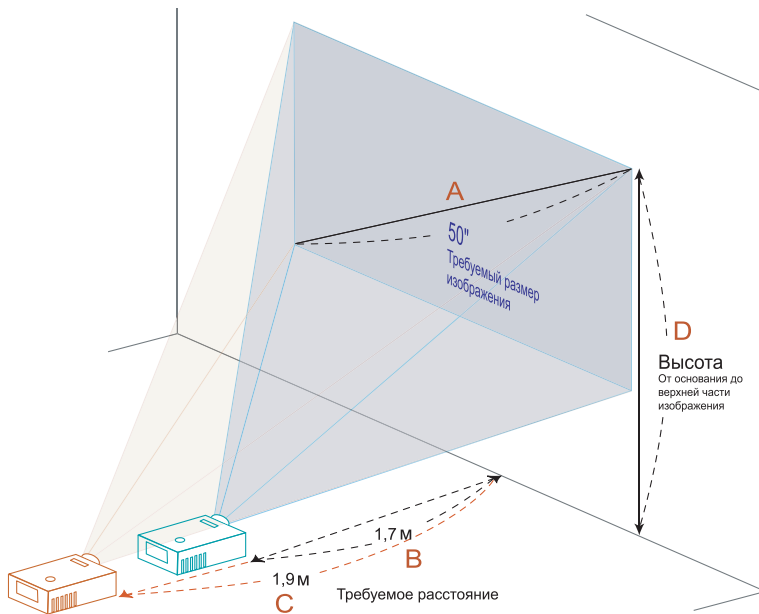 A
50"
Требуемый размер
изображения
D
Высота
От основания до
верхней части
изображения
1,7 м
B
1,9 м
C
Требуемое расстояние